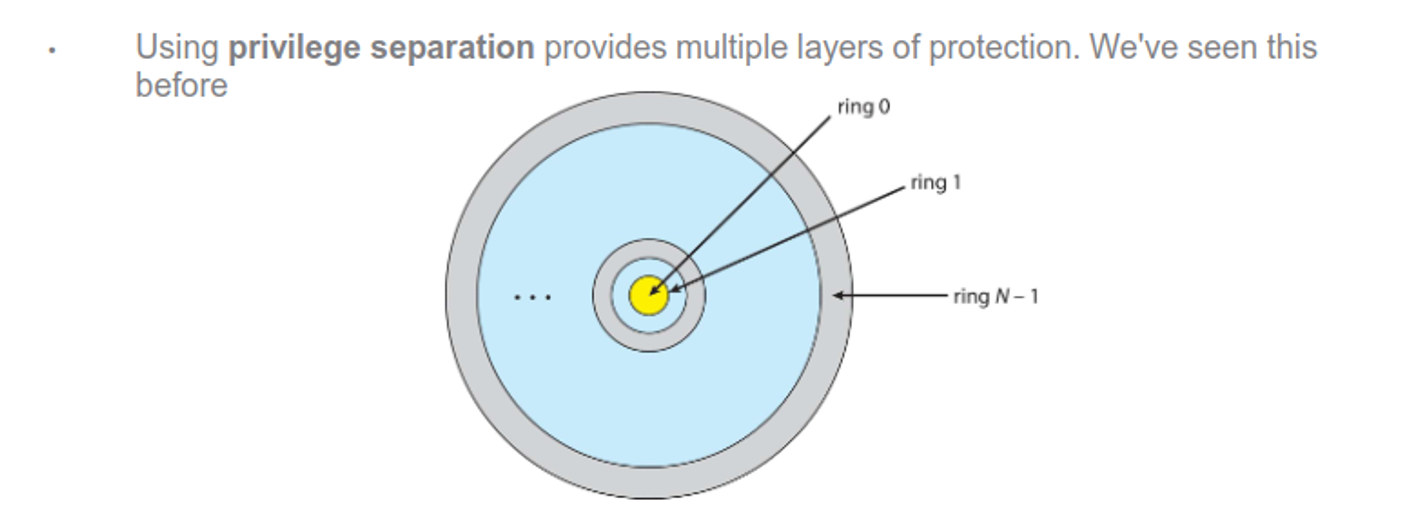 · Using privilege separation provides multiple layers of protection. We've seen this
before
ring 0
ring 1
...
ring N – 1